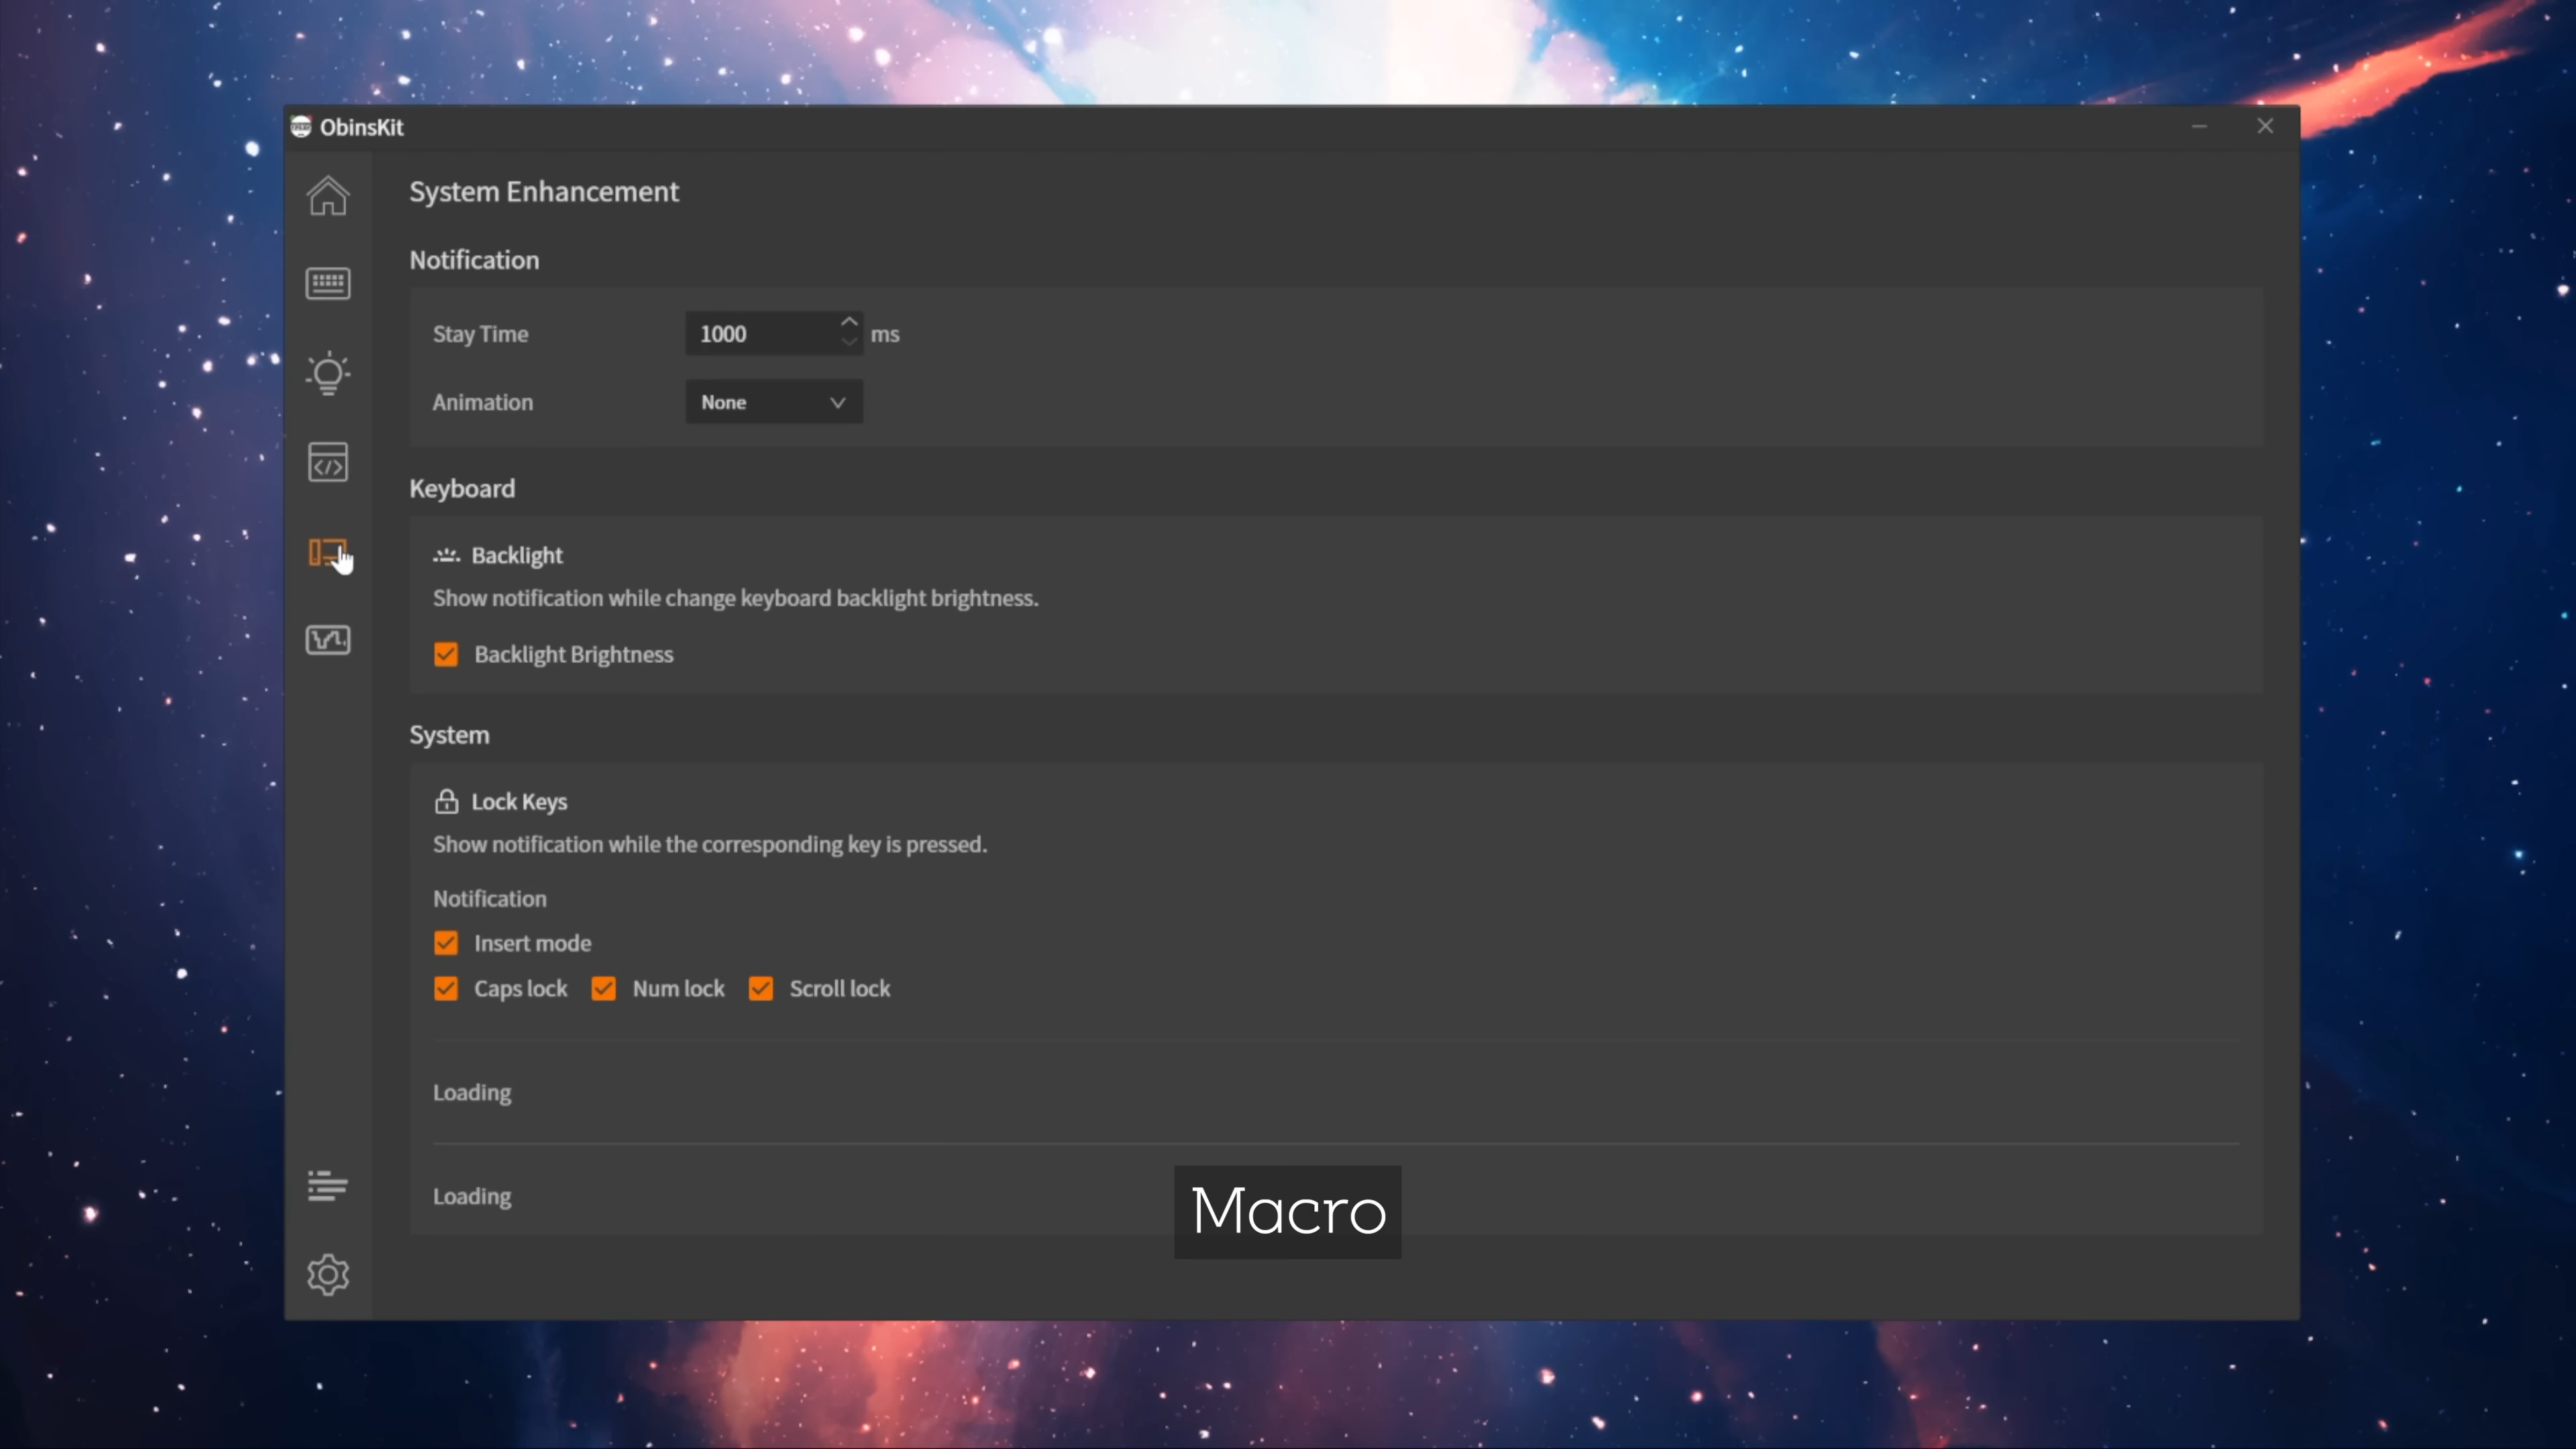 ObinsKit
System Enhancement
Notification
Stay Time 1000 ms
Animation None
Keyboard
Backlight
Show notification while change keyboard backlight brightness.
Backlight Brightness
System
Lock Keys
Show notification while the corresponding key is pressed.
Notification
Insert mode
Caps lock Num lock Scroll lock
Loading
Loading
Macro